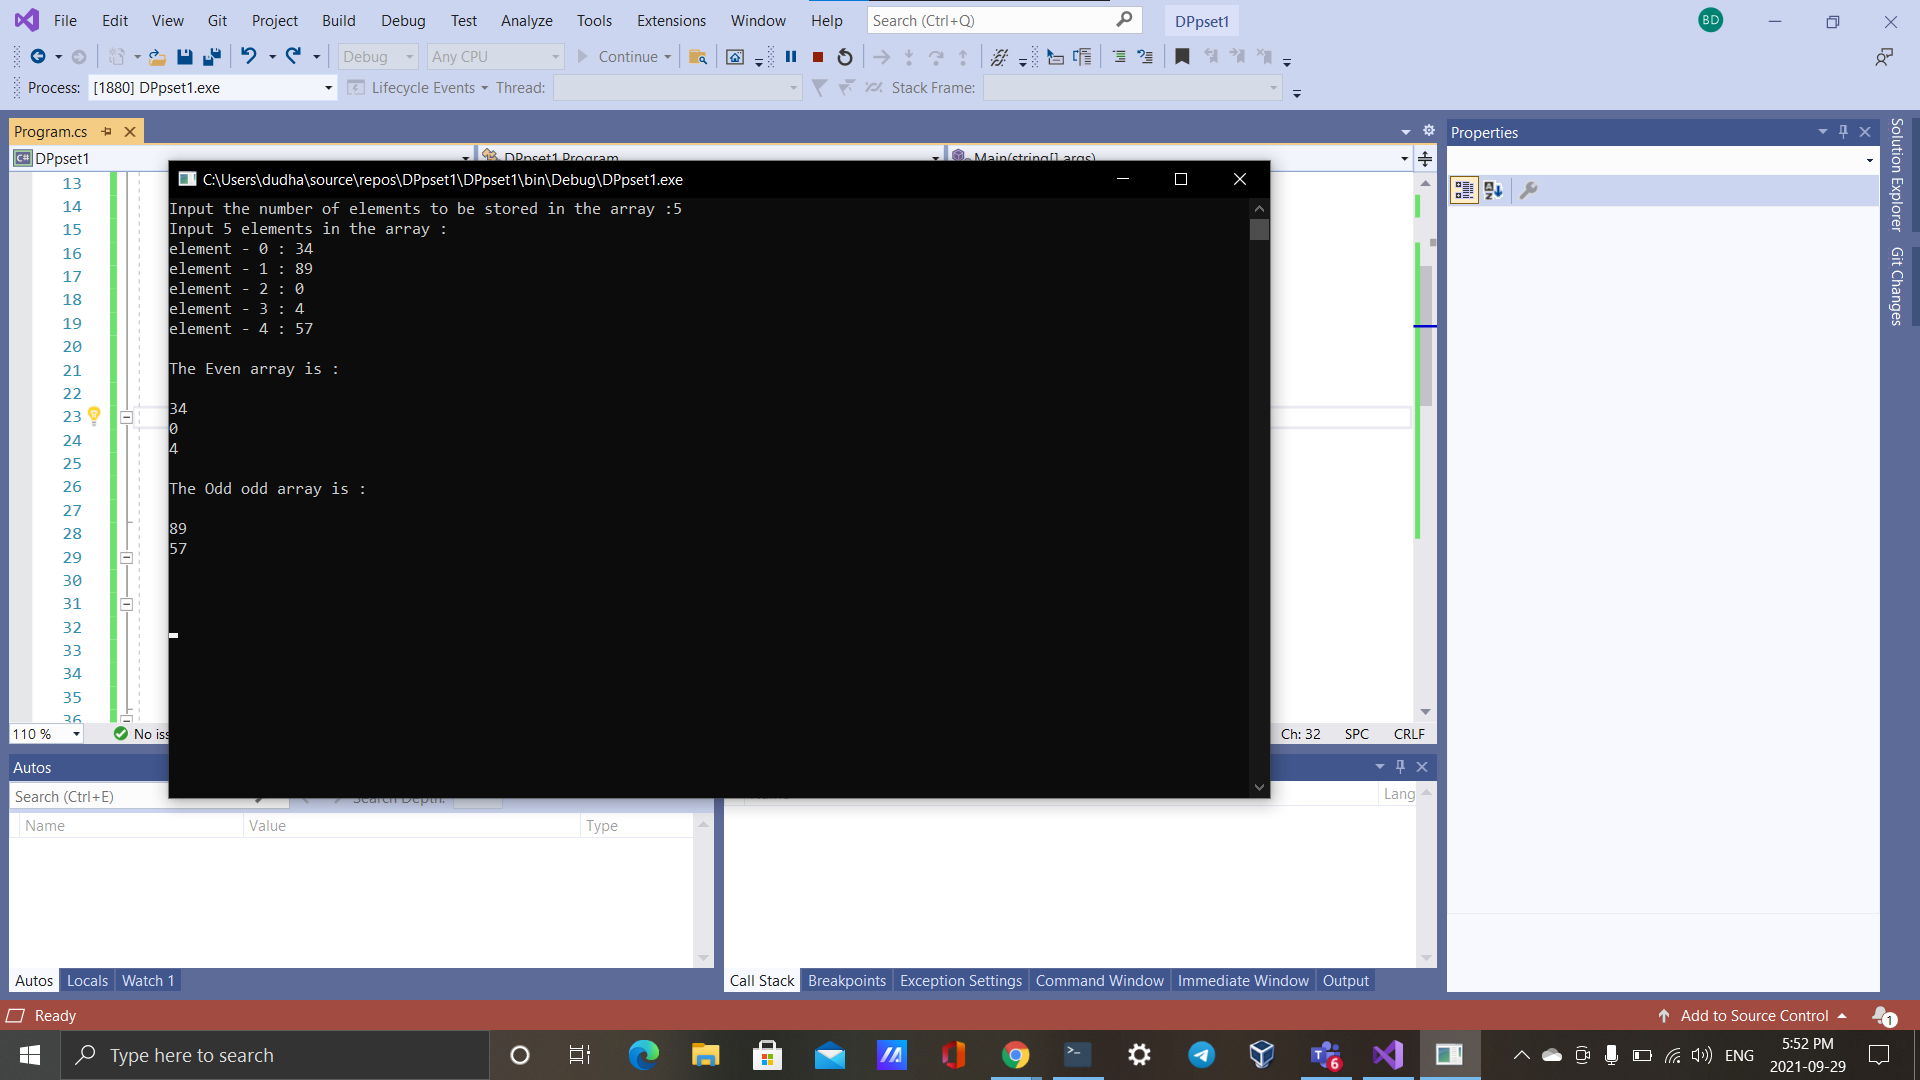 File Edit View Git Project Build Debug Test Analyze Tools Extensions Window Help Search (Ctrl+Q) DPpset1 BD
Debug Any CPU Continue
Process: [1880] DPpset1.exe Lifecycle Events Thread: Stack Frame:
Program.cs
DPpset1 DPpset1.Program Main(string[] args)
Properties
Solution Explorer
Git Changes
13
14
15
16
17
18
19
20
21
22
23
24
25
26
27
28
29
30
31
32
33
34
35
36
C:\Users\dudha\source\repos\DPpset1\DPpset1\bin\Debug\DPpset1.exe
Input the number of elements to be stored in the array :5
Input 5 elements in the array :
element - 0 : 34
element - 1 : 89
element - 2 : 0
element - 3 : 4
element - 4 : 57
The Even array is :
34
0
4
The Odd odd array is :
89
57
110 % No iss Ch: 32 SPC CRLF
Autos
Search (Ctrl+E) Search Depth: Lang
Name Value Type
Autos Locals Watch 1
Call Stack Breakpoints Exception Settings Command Window Immediate Window Output
Ready Add to Source Control 1
Type here to search 6 ENG 5:52 PM
2021-09-29